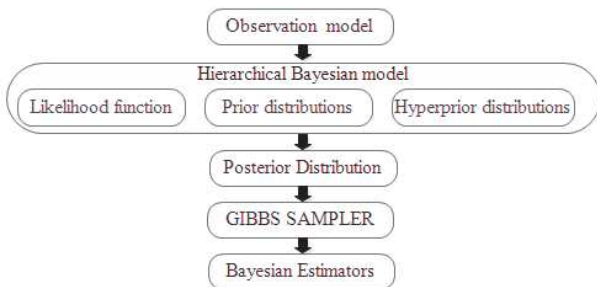 Observation model
Hierarchical Bayesian model
Likelihood function Prior distributions Hyperprior distributions
Posterior Distribution
GIBBS SAMPLER
Bayesian Estimators